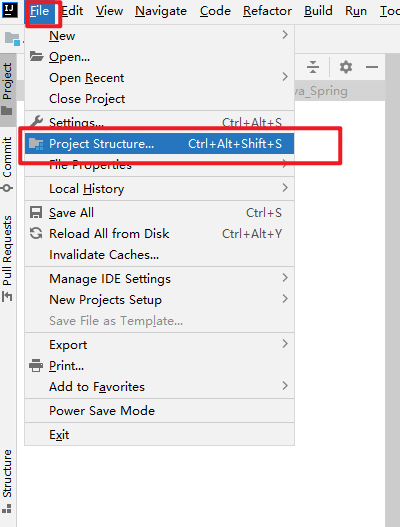 File Edit View Navigate Code Refactor Build Run
New
Open...
Open Recent
Close Project
Settings... Ctrl+Alt+S
Project Structure... Ctrl+Alt+Shift+S
File Properties
Local History
Save All Ctrl+S
Reload All from Disk Ctrl+Alt+Y
Invalidate Caches...
Manage IDE Settings
New Projects Setup
Save File as Template...
Export
Print...
Add to Favorites
Power Save Mode
Exit
Project
Commit
Pull Requests
Structure